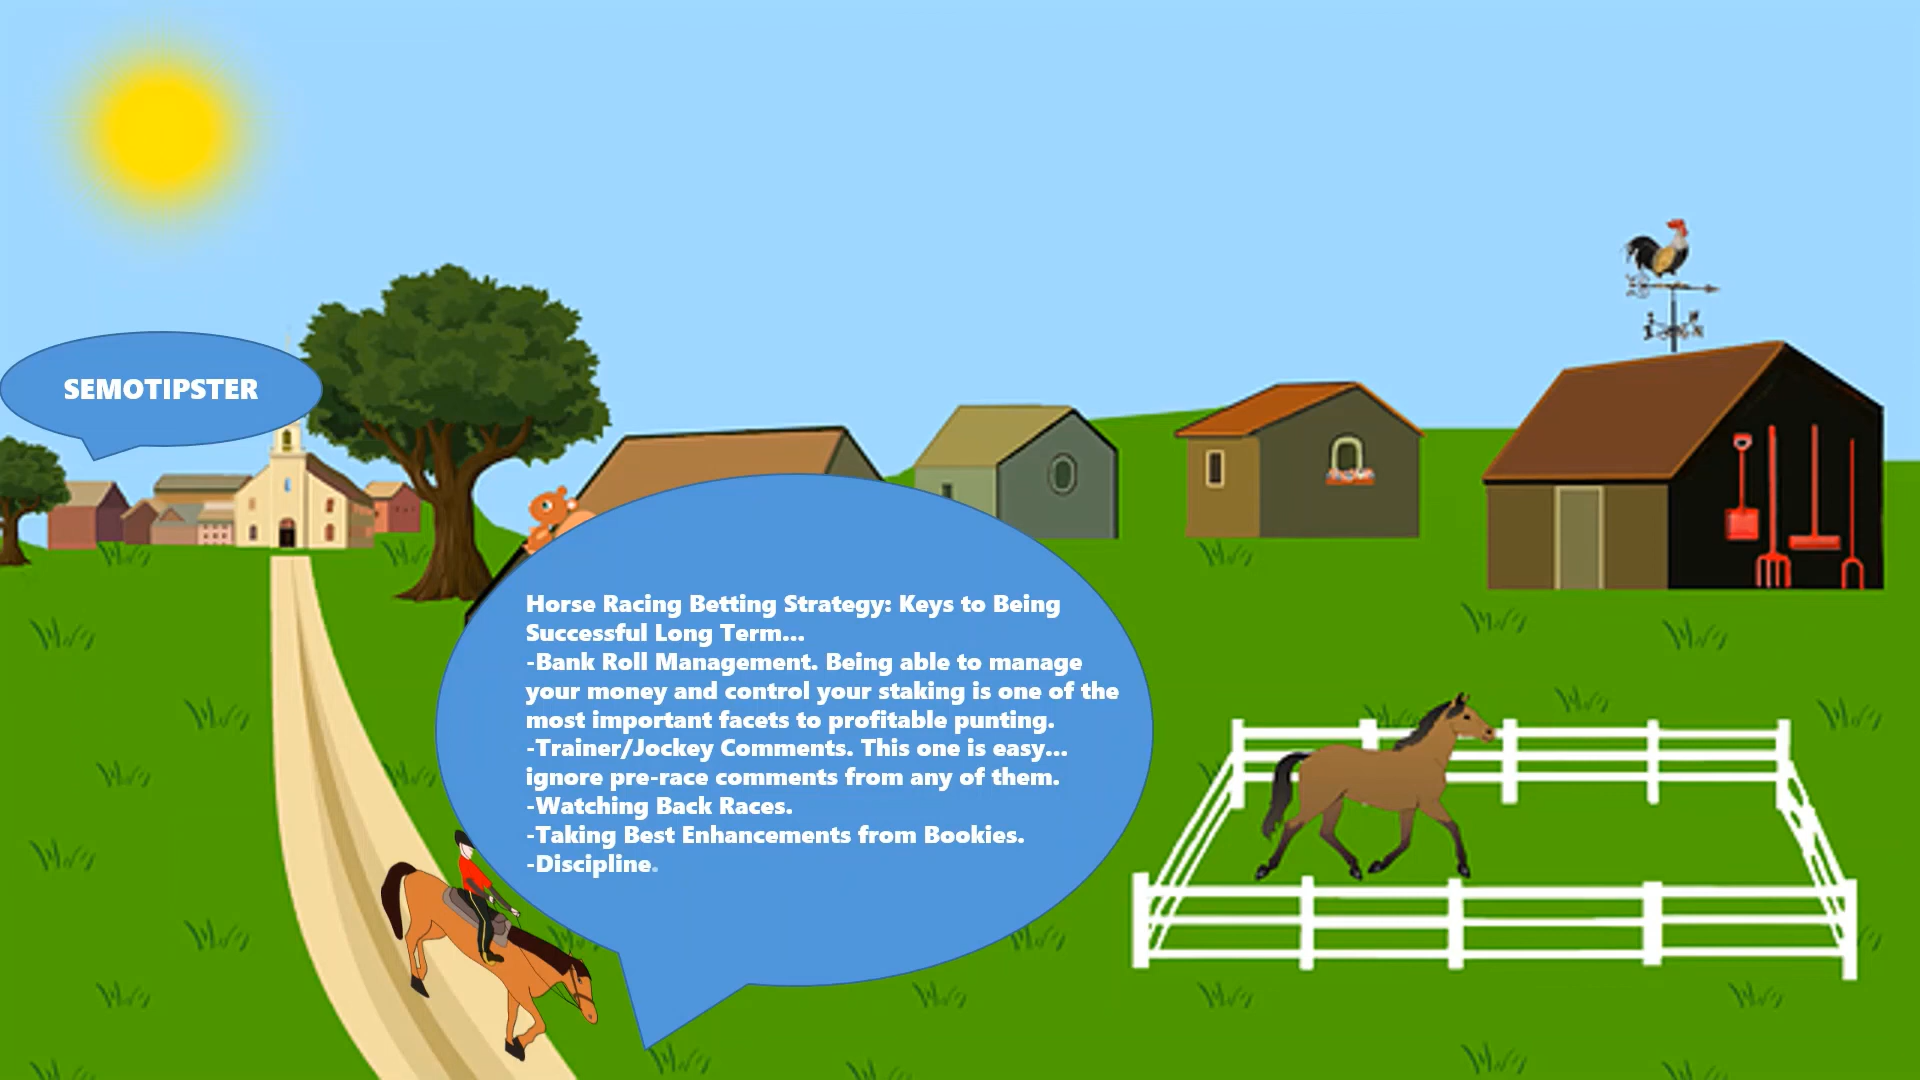 SEMOTIPSTER
Horse Racing Betting Strategy: Keys to Being
Successful Long Term...
-Bank Roll Management. Being able to manage
your money and control your staking is one of the
most important facets to profitable punting.
-Trainer/Jockey Comments. This one is easy...
ignore pre-race comments from any of them.
-Watching Back Races.
-Taking Best Enhancements from Bookies.
-Discipline.